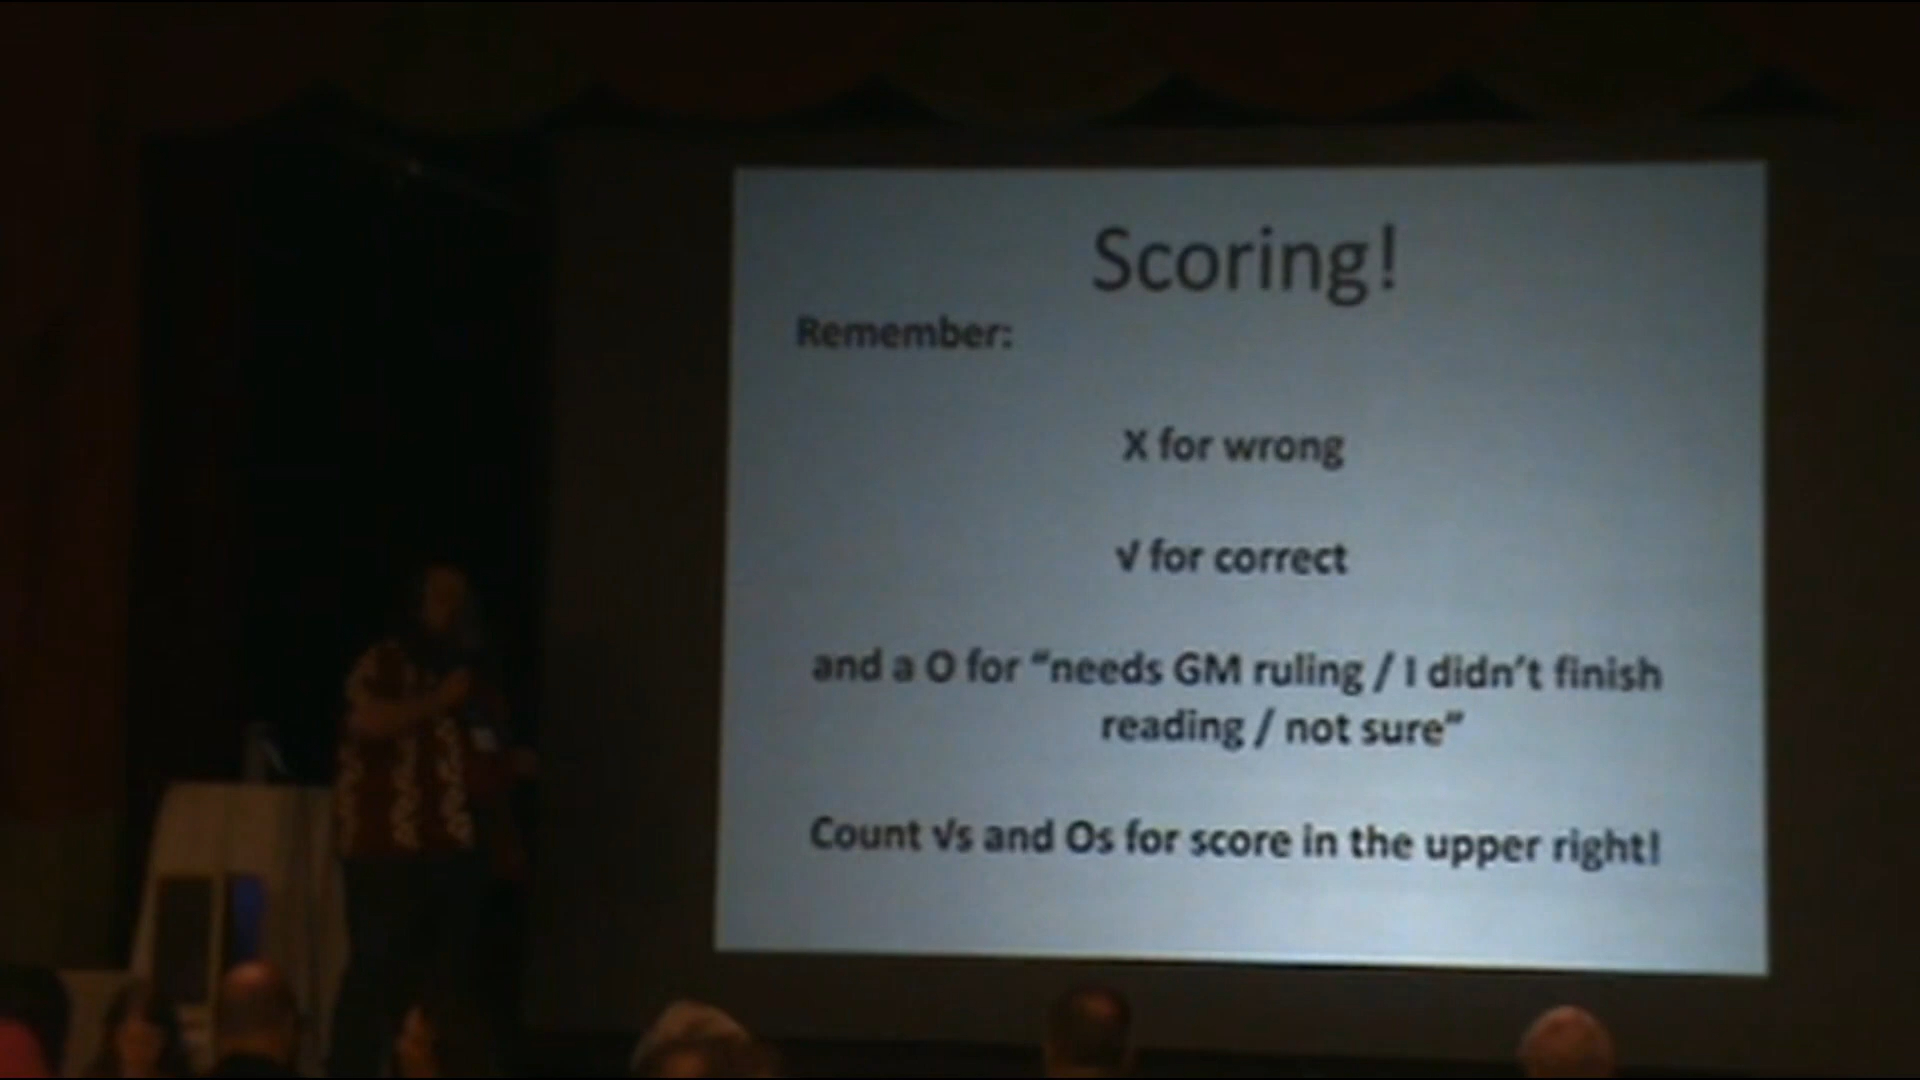 Scoring!
Remember:
X for wrong
√ for correct
and a O for “needs GM ruling / I didn’t finish
reading / not sure”
Count √s and Os for score in the upper right!